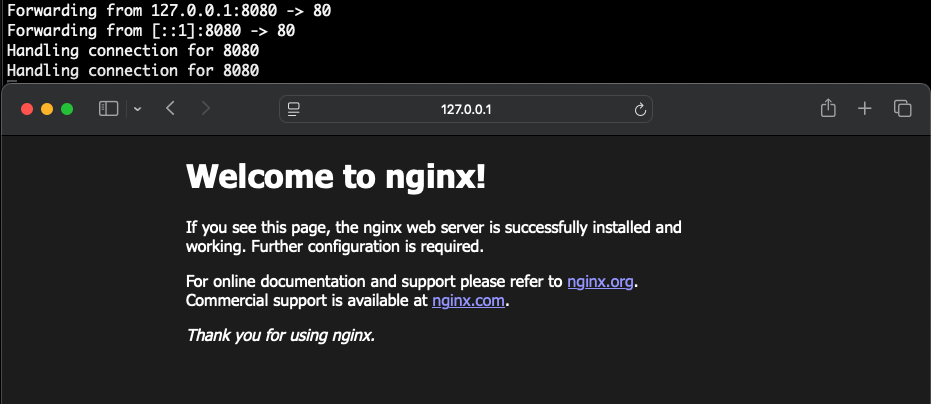 Forwarding from 127.0.0.1:8080 -> 80
Forwarding from [::1]:8080 -> 80
Handling connection for 8080
Handling connection for 8080
127.0.0.1
Welcome to nginx!
If you see this page, the nginx web server is successfully installed and
working. Further configuration is required.
For online documentation and support please refer to nginx.org.
Commercial support is available at nginx.com.
Thank you for using nginx.